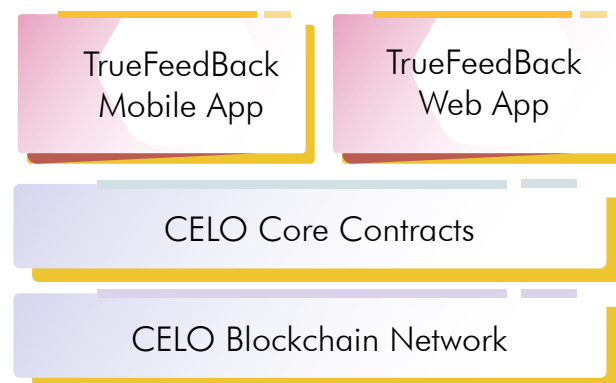 TrueFeedBack
Mobile App
TrueFeedBack
Web App
CELO Core Contracts
CELO Blockchain Network